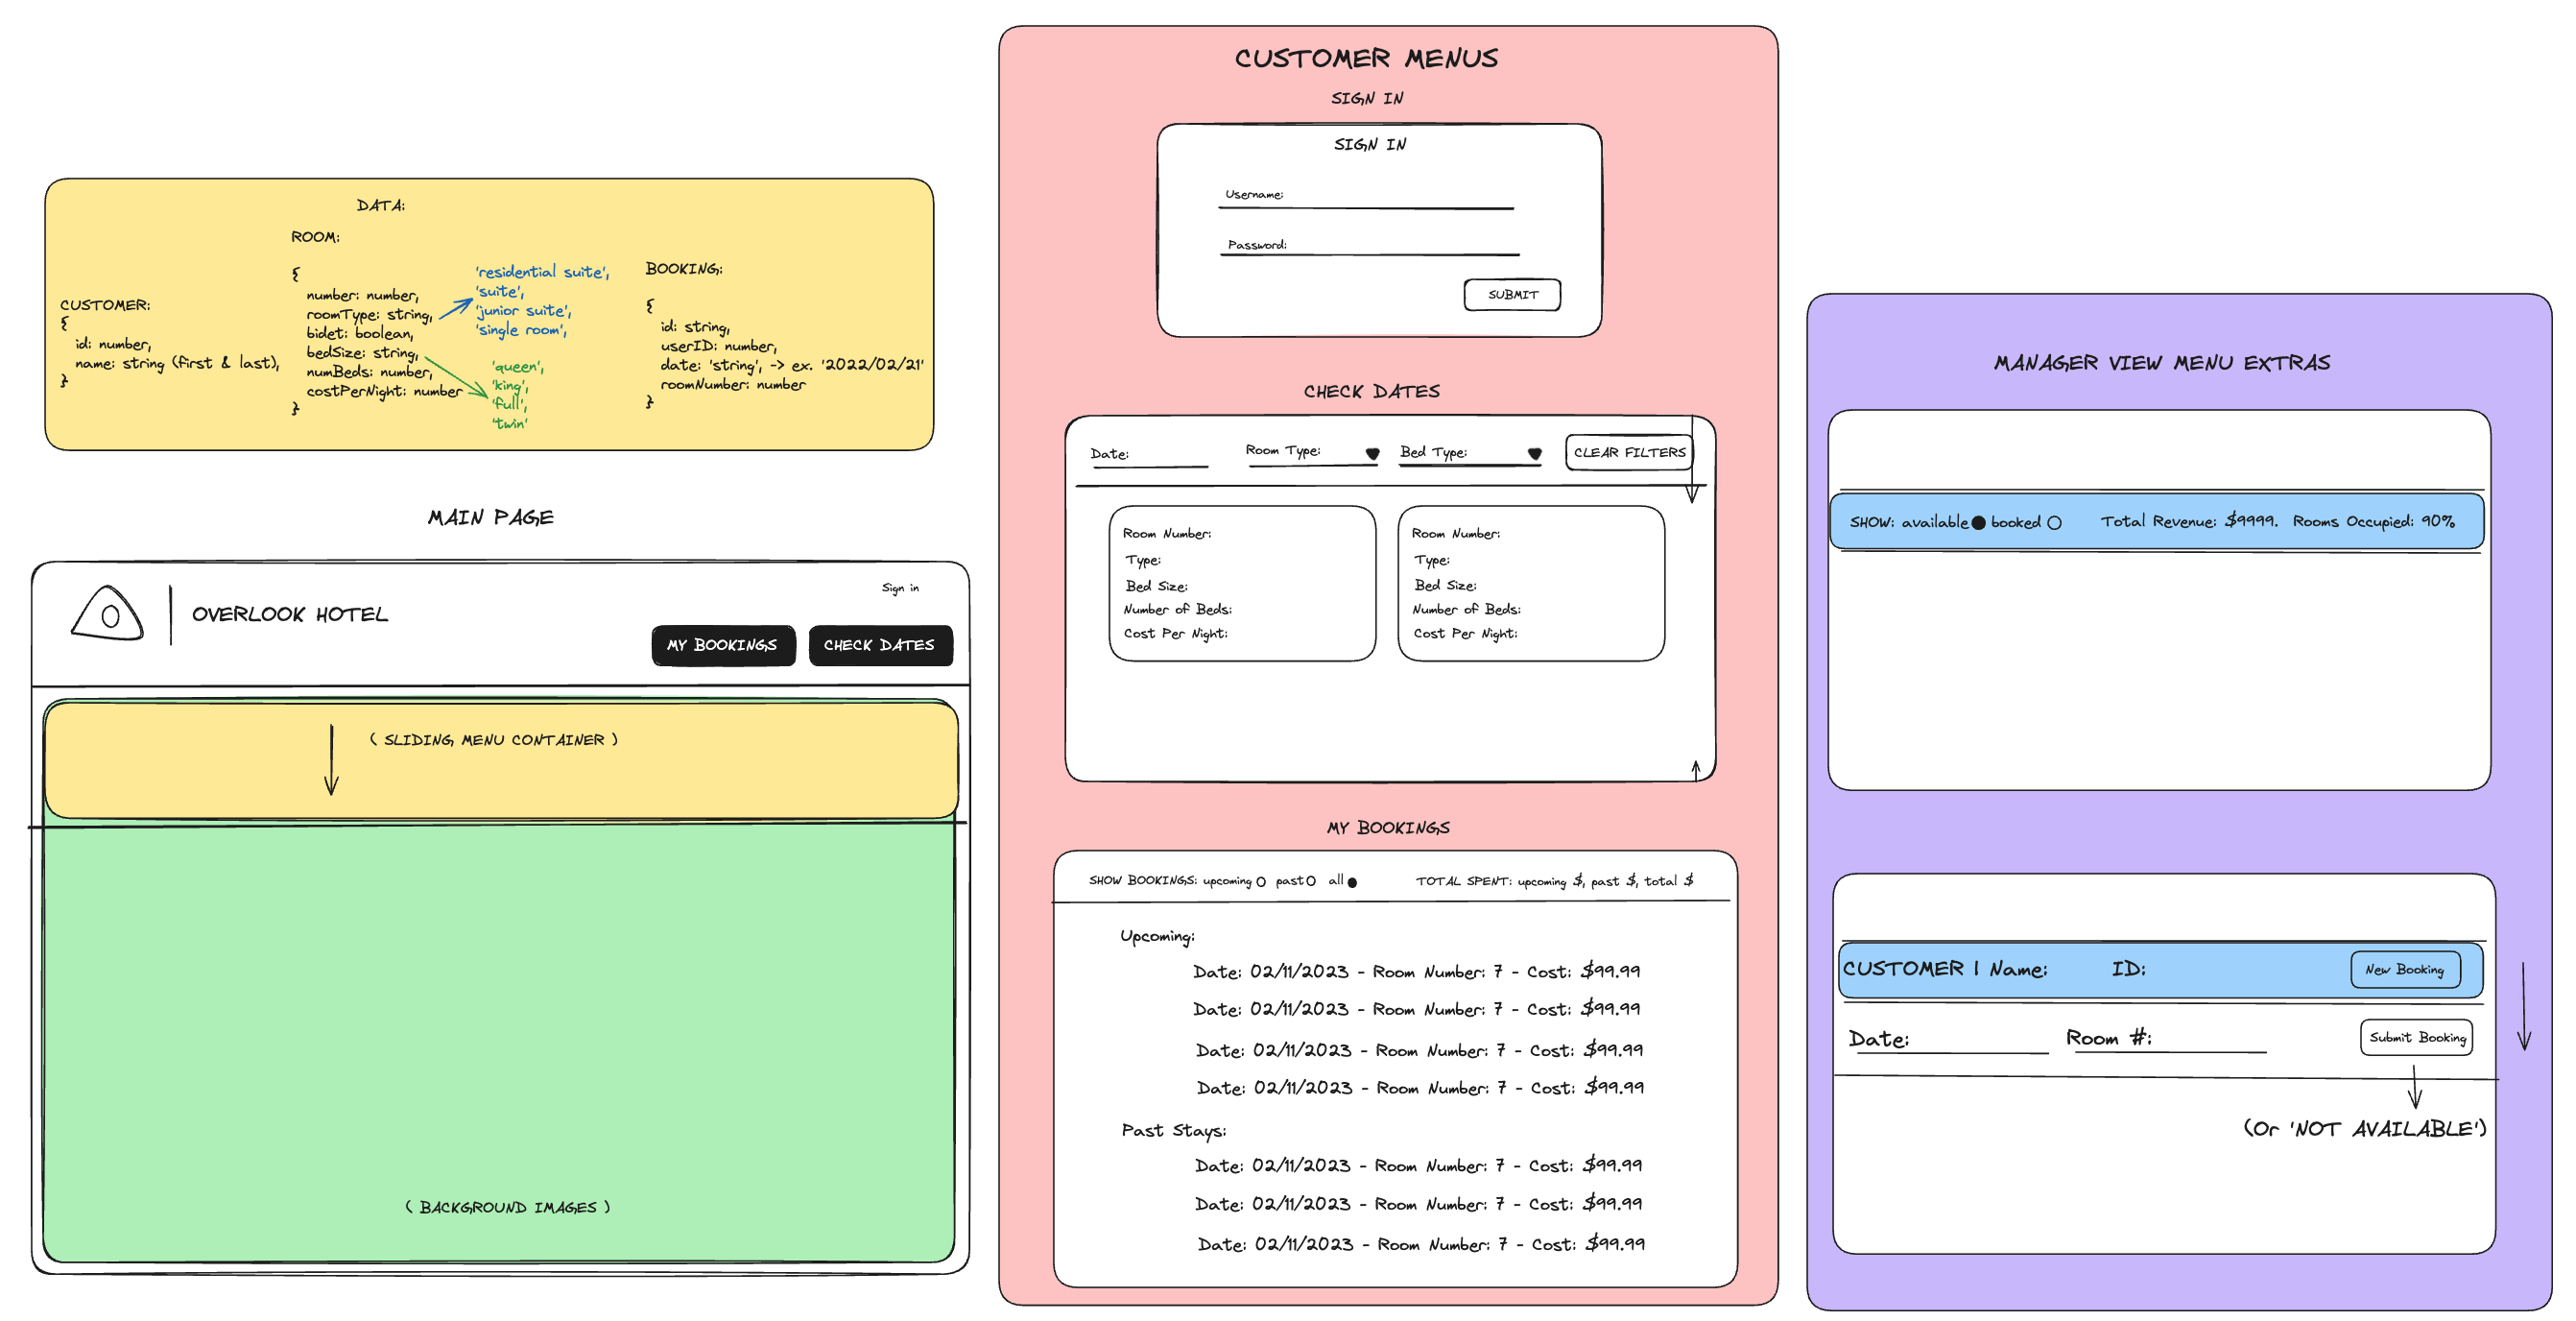 DATA:
CUSTOMER:
{
id: number,
name: string (first & last),
}
ROOM:
{
number: number,
roomType: string,
bidet: boolean,
bedSize: string,
numBeds: number,
costPerNight: number
}
'residential suite',
'suite',
'junior suite',
'single room',
'queen',
'king',
'full',
'twin'
BOOKING:
{
id: string,
userID: number,
date: 'string', -> ex. '2022/02/21'
roomNumber: number
}
MAIN PAGE
OVERLOOK HOTEL
Sign in
MY BOOKINGS
CHECK DATES
( SLIDING MENU CONTAINER )
( BACKGROUND IMAGES )
CUSTOMER MENUS
SIGN IN
SIGN IN
Username:
Password:
SUBMIT
CHECK DATES
Date:
Room Type:
Bed Type:
CLEAR FILTERS
Room Number:
Type:
Bed Size:
Number of Beds:
Cost Per Night:
Room Number:
Type:
Bed Size:
Number of Beds:
Cost Per Night:
MY BOOKINGS
SHOW BOOKINGS: upcoming past all
TOTAL SPENT: upcoming $, past $, total $
Upcoming:
Date: 02/11/2023 - Room Number: 7 - Cost: $99.99
Date: 02/11/2023 - Room Number: 7 - Cost: $99.99
Date: 02/11/2023 - Room Number: 7 - Cost: $99.99
Date: 02/11/2023 - Room Number: 7 - Cost: $99.99
Past Stays:
Date: 02/11/2023 - Room Number: 7 - Cost: $99.99
Date: 02/11/2023 - Room Number: 7 - Cost: $99.99
Date: 02/11/2023 - Room Number: 7 - Cost: $99.99
MANAGER VIEW MENU EXTRAS
SHOW: available booked
Total Revenue: $9999.
Rooms Occupied: 90%
CUSTOMER | Name:
ID:
New Booking
Date:
Room #:
Submit Booking
(Or 'NOT AVAILABLE')